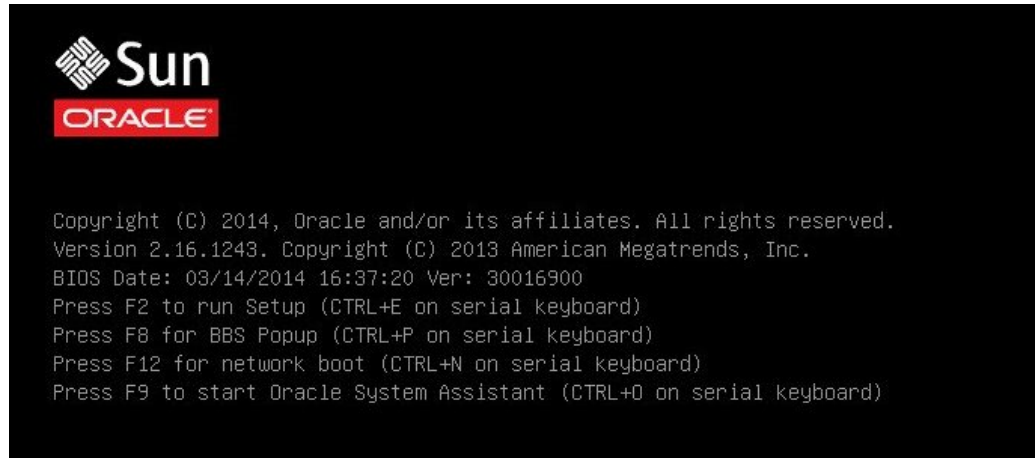 Sun
ORACLE
Copyright (C) 2014, Oracle and/or its affiliates. All rights reserved.
Version 2.16.1243. Copyright (C) 2013 American Megatrends, Inc.
BIOS Date: 03/14/2014 16:37:20 Ver: 30016900
Press F2 to run Setup (CTRL+E on serial keyboard)
Press F8 for BBS Popup (CTRL+P on serial keyboard)
Press F12 for network boot (CTRL+N on serial keyboard)
Press F9 to start Oracle System Assistant (CTRL+O on serial keyboard)